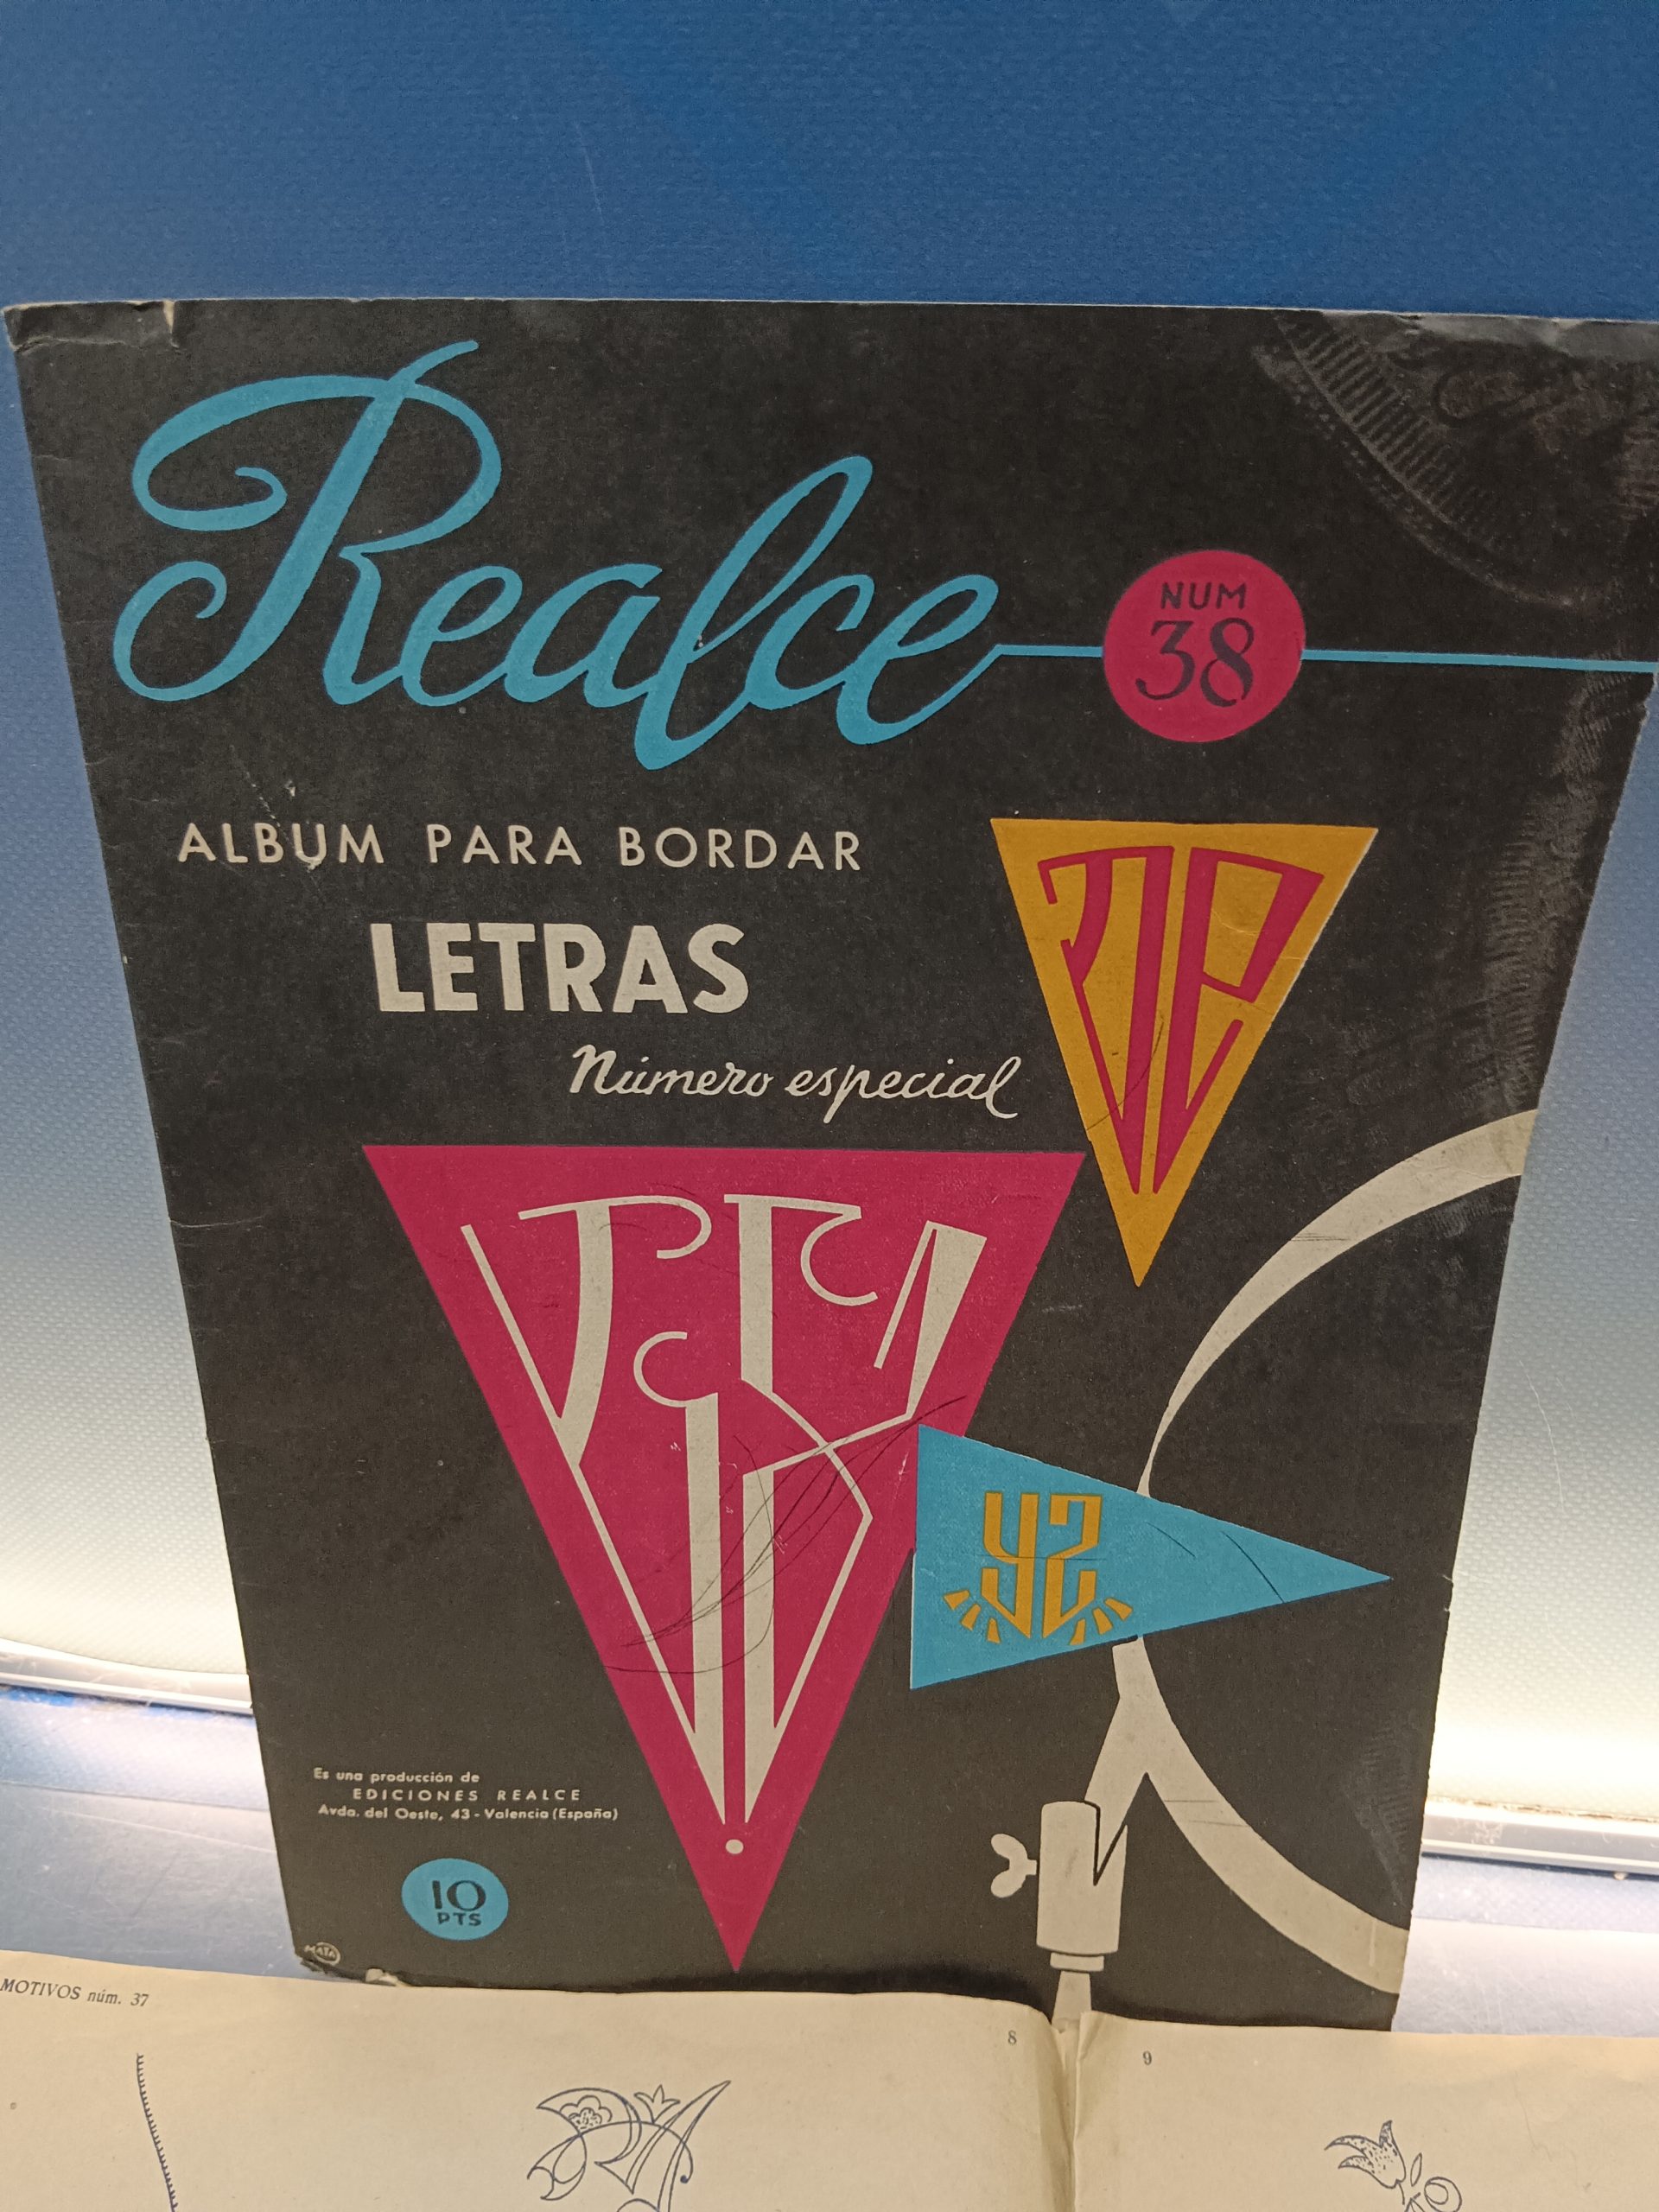 Realce
NUM
38
ALBUM PARA BORDAR
LETRAS
Número especial
Es una producción de
EDICIONES REALCE
Avda. del Oeste, 43 - Valencia (España)
10
PTS
MATA
MOTIVOS núm. 37
8
9